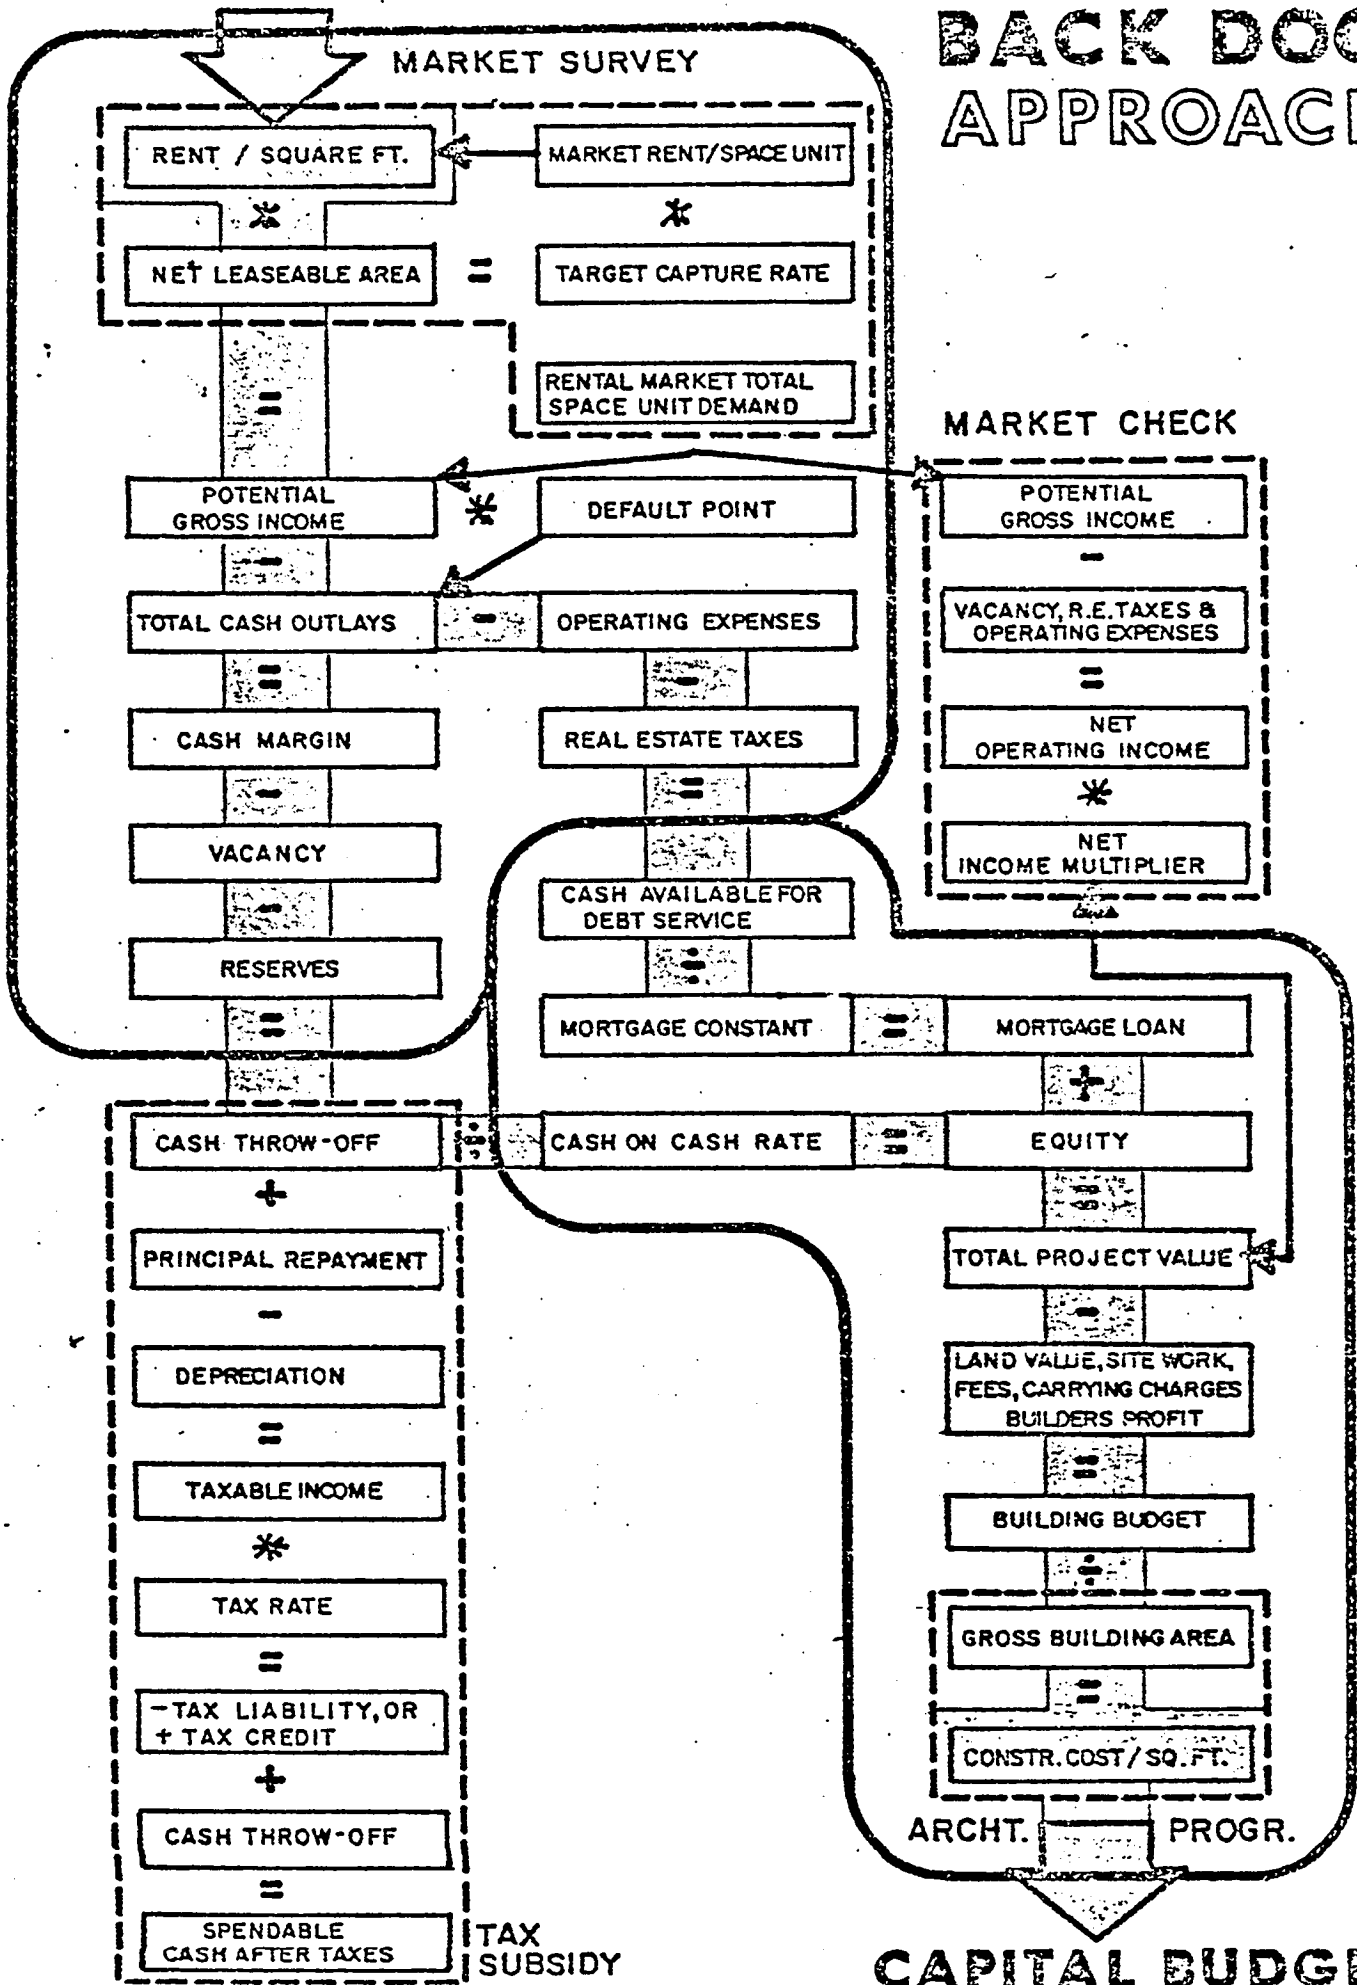 BACK DOO
APPROACH
MARKET SURVEY
RENT / SQUARE FT.
*
NET LEASEABLE AREA
=
MARKET RENT/SPACE UNIT
*
TARGET CAPTURE RATE
RENTAL MARKET TOTAL
SPACE UNIT DEMAND
=
POTENTIAL
GROSS INCOME
*
DEFAULT POINT
-
TOTAL CASH OUTLAYS
-
OPERATING EXPENSES
=
CASH MARGIN
-
REAL ESTATE TAXES
-
VACANCY
=
-
RESERVES
=
CASH AVAILABLE FOR
DEBT SERVICE
÷
MORTGAGE CONSTANT
=
MORTGAGE LOAN
+
MARKET CHECK
POTENTIAL
GROSS INCOME
-
VACANCY, R.E. TAXES &
OPERATING EXPENSES
=
NET
OPERATING INCOME
*
NET
INCOME MULTIPLIER
CASH THROW-OFF
÷
CASH ON CASH RATE
=
EQUITY
=
TOTAL PROJECT VALUE
-
LAND VALUE, SITE WORK,
FEES, CARRYING CHARGES
BUILDERS PROFIT
=
BUILDING BUDGET
÷
GROSS BUILDING AREA
=
CONSTR. COST / SQ. FT.
ARCHT. PROGR.
+
PRINCIPAL REPAYMENT
-
DEPRECIATION
=
TAXABLE INCOME
*
TAX RATE
=
-TAX LIABILITY, OR
+ TAX CREDIT
+
CASH THROW-OFF
=
SPENDABLE
CASH AFTER TAXES
TAX
SUBSIDY
CAPITAL BUDGE